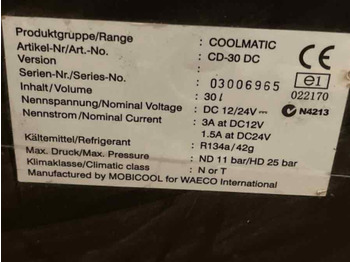 Produktgruppe/Range : COOLMATIC
Artikel-Nr/Art.-No. : CD-30 DC
Version :
Serien-Nr./Series-No. : 03006965
Inhalt/Volume : 30 l
Nennspannung/Nominal Voltage : DC 12/24V
Nennstrom/Nominal Current : 3A at DC12V
1.5A at DC24V
Kältemittel/Refrigerant : R134a/42g
Max. Druck/Max. Pressure : ND 11 bar/HD 25 bar
Klimaklasse/Climatic class : N or T
Manufactured by MOBICOOL for WAECO International
CE
e1
022170
N4213